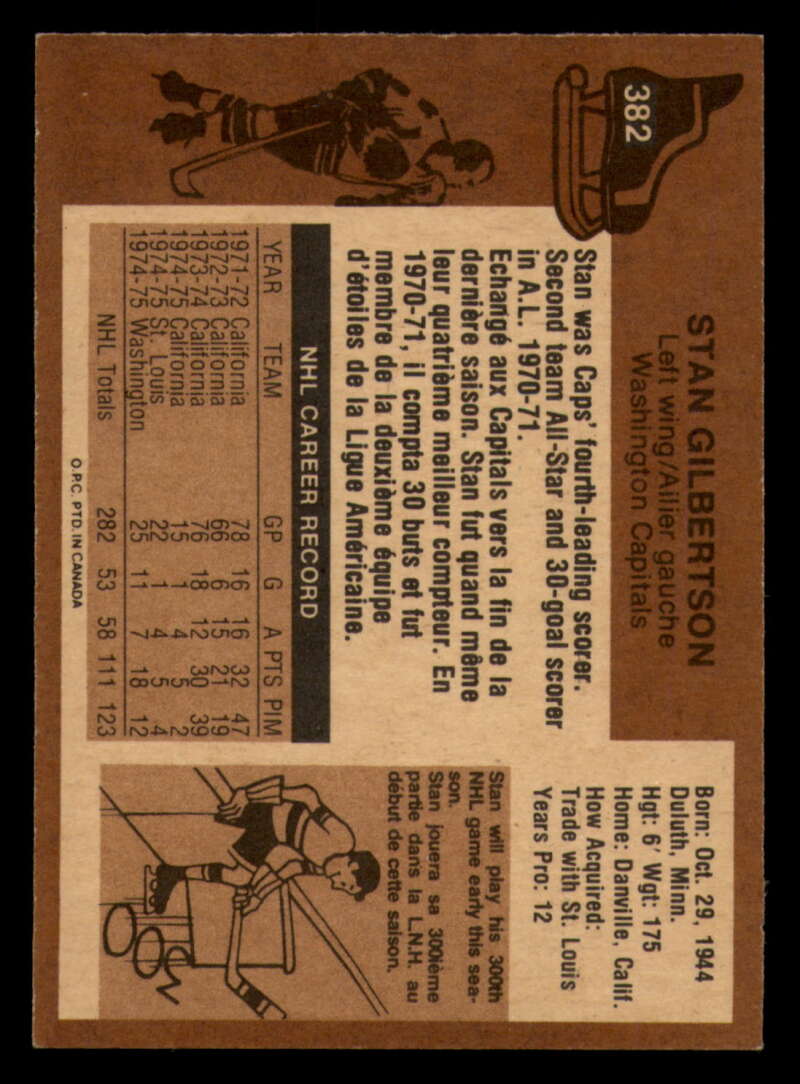 382
STAN GILBERTSON
Left wing/Ailier gauche
Washington Capitals
Born: Oct. 29, 1944
Duluth, Minn.
Hgt: 6' Wgt: 175
Home: Danville, Calif.
How Acquired:
Trade with St. Louis
Years Pro: 12
Stan was Caps' fourth-leading scorer.
Second team All-Star and 30-goal scorer
in A.L. 1970-71.
Echangé aux Capitals vers la fin de la
dernière saison. Stan fut quand même
leur quatrième meilleur compteur. En
1970-71, il compta 30 buts et fut
membre de la deuxième équipe
d'étoiles de la Ligue Américaine.
NHL CAREER RECORD
YEAR TEAM GP G A PTS PIM
1971-72 California 78 16 16 32 47
1972-73 California 66 6 15 21 19
1973-74 California 76 18 12 30 39
1974-75 California 15 1 4 5 2
1974-75 St. Louis 22 1 4 5 4
1974-75 Washington 25 11 7 18 12
NHL Totals 282 53 58 111 123
O.P.C. PTD. IN CANADA
Stan will play his 300th
NHL game early this sea-
son.
Stan jouera sa 300ième
partie dans la L.N.H. au
début de cette saison.